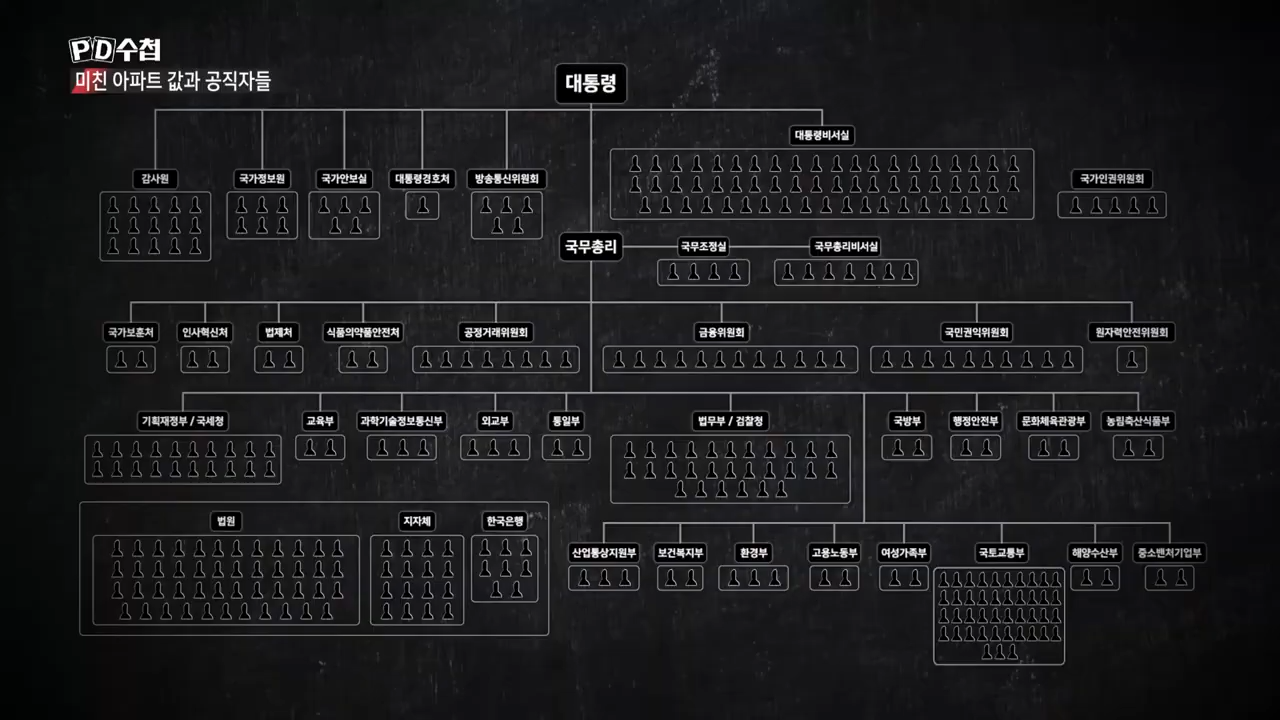 PD수첩
미친 아파트 값과 공직자들
대통령
대통령비서실
감사원
국가정보원
국가안보실
대통령경호처
방송통신위원회
국가인권위원회
국무총리
국무조정실
국무총리비서실
국가보훈처
인사혁신처
법제처
식품의약품안전처
공정거래위원회
금융위원회
국민권익위원회
원자력안전위원회
기획재정부 / 국세청
교육부
과학기술정보통신부
외교부
통일부
법무부 / 검찰청
국방부
행정안전부
문화체육관광부
농림축산식품부
법원
지자체
한국은행
산업통상지원부
보건복지부
환경부
고용노동부
여성가족부
국토교통부
해양수산부
중소밴처기업부